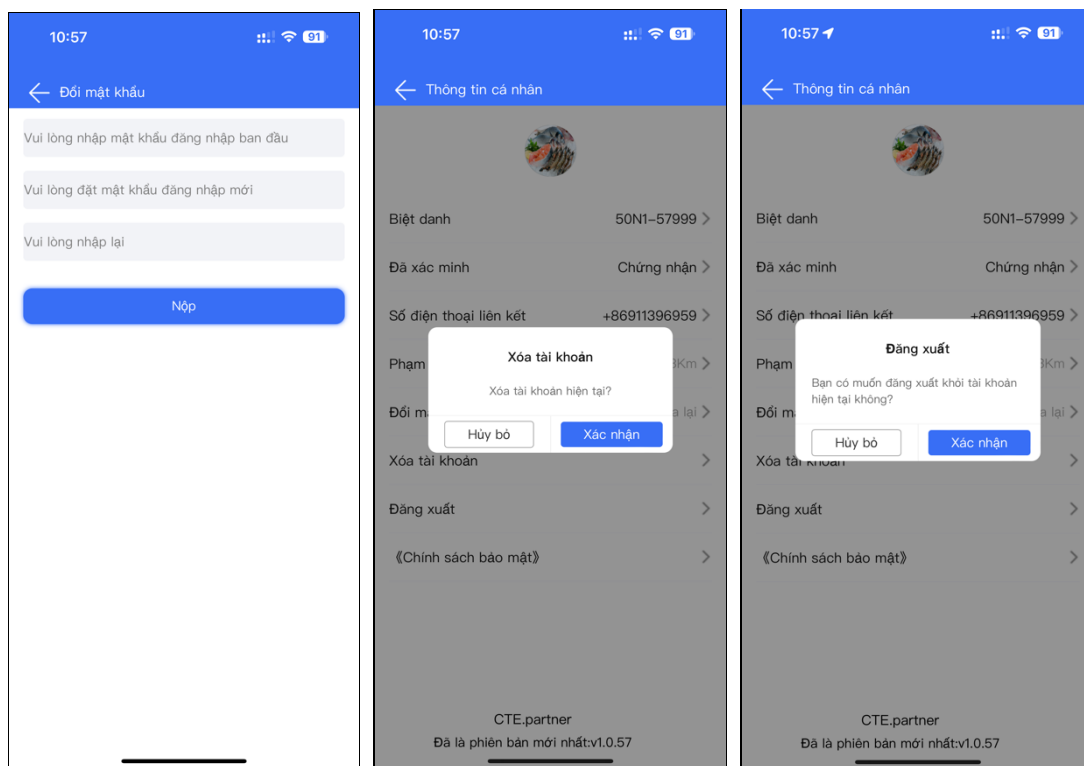 10:57
91
Đổi mật khẩu
Vui lòng nhập mật khẩu đăng nhập ban đầu
Vui lòng đặt mật khẩu đăng nhập mới
Vui lòng nhập lại
Nộp
10:57
91
Thông tin cá nhân
Biệt danh 50N1-57999
Đã xác minh Chứng nhận
Số điện thoại liên kết +86911396959
Phạm Km
Xóa tài khoản
Xóa tài khoản hiện tại?
Đổi m lại
Hủy bỏ Xác nhận
Xóa tài khoản
Đăng xuất
《Chính sách bảo mật》
CTE.partner
Đã là phiên bản mới nhất:v1.0.57
10:57
91
Thông tin cá nhân
Biệt danh 50N1-57999
Đã xác minh Chứng nhận
Số điện thoại liên kết +86911396959
Đăng xuất
Phạm Km
Bạn có muốn đăng xuất khỏi tài khoản
hiện tại không?
Đổi m lại
Hủy bỏ Xác nhận
Xóa tài khoản
Đăng xuất
《Chính sách bảo mật》
CTE.partner
Đã là phiên bản mới nhất:v1.0.57